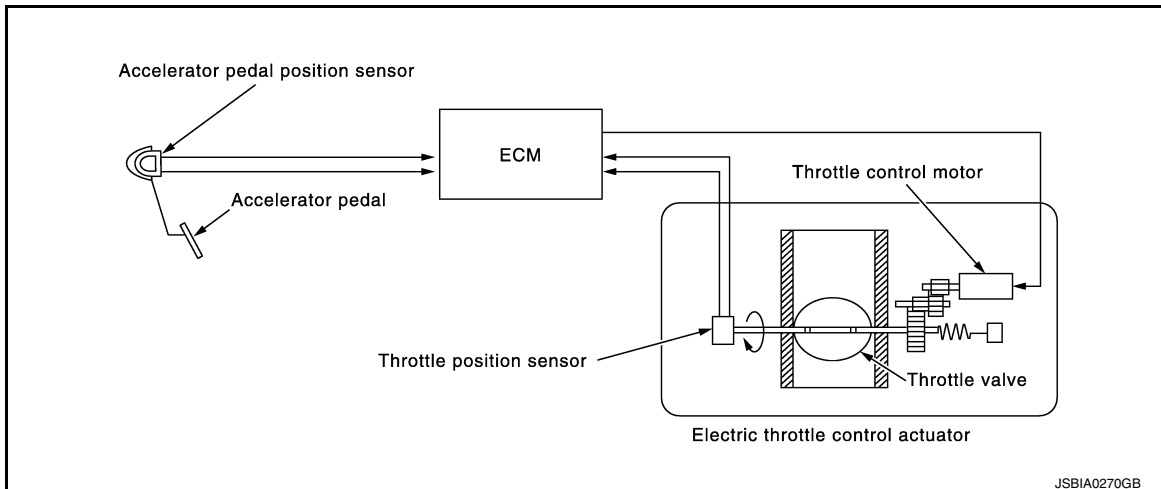 Accelerator pedal position sensor
ECM
Throttle control motor
Accelerator pedal
Throttle position sensor
Throttle valve
Electric throttle control actuator
JSBIA0270GB